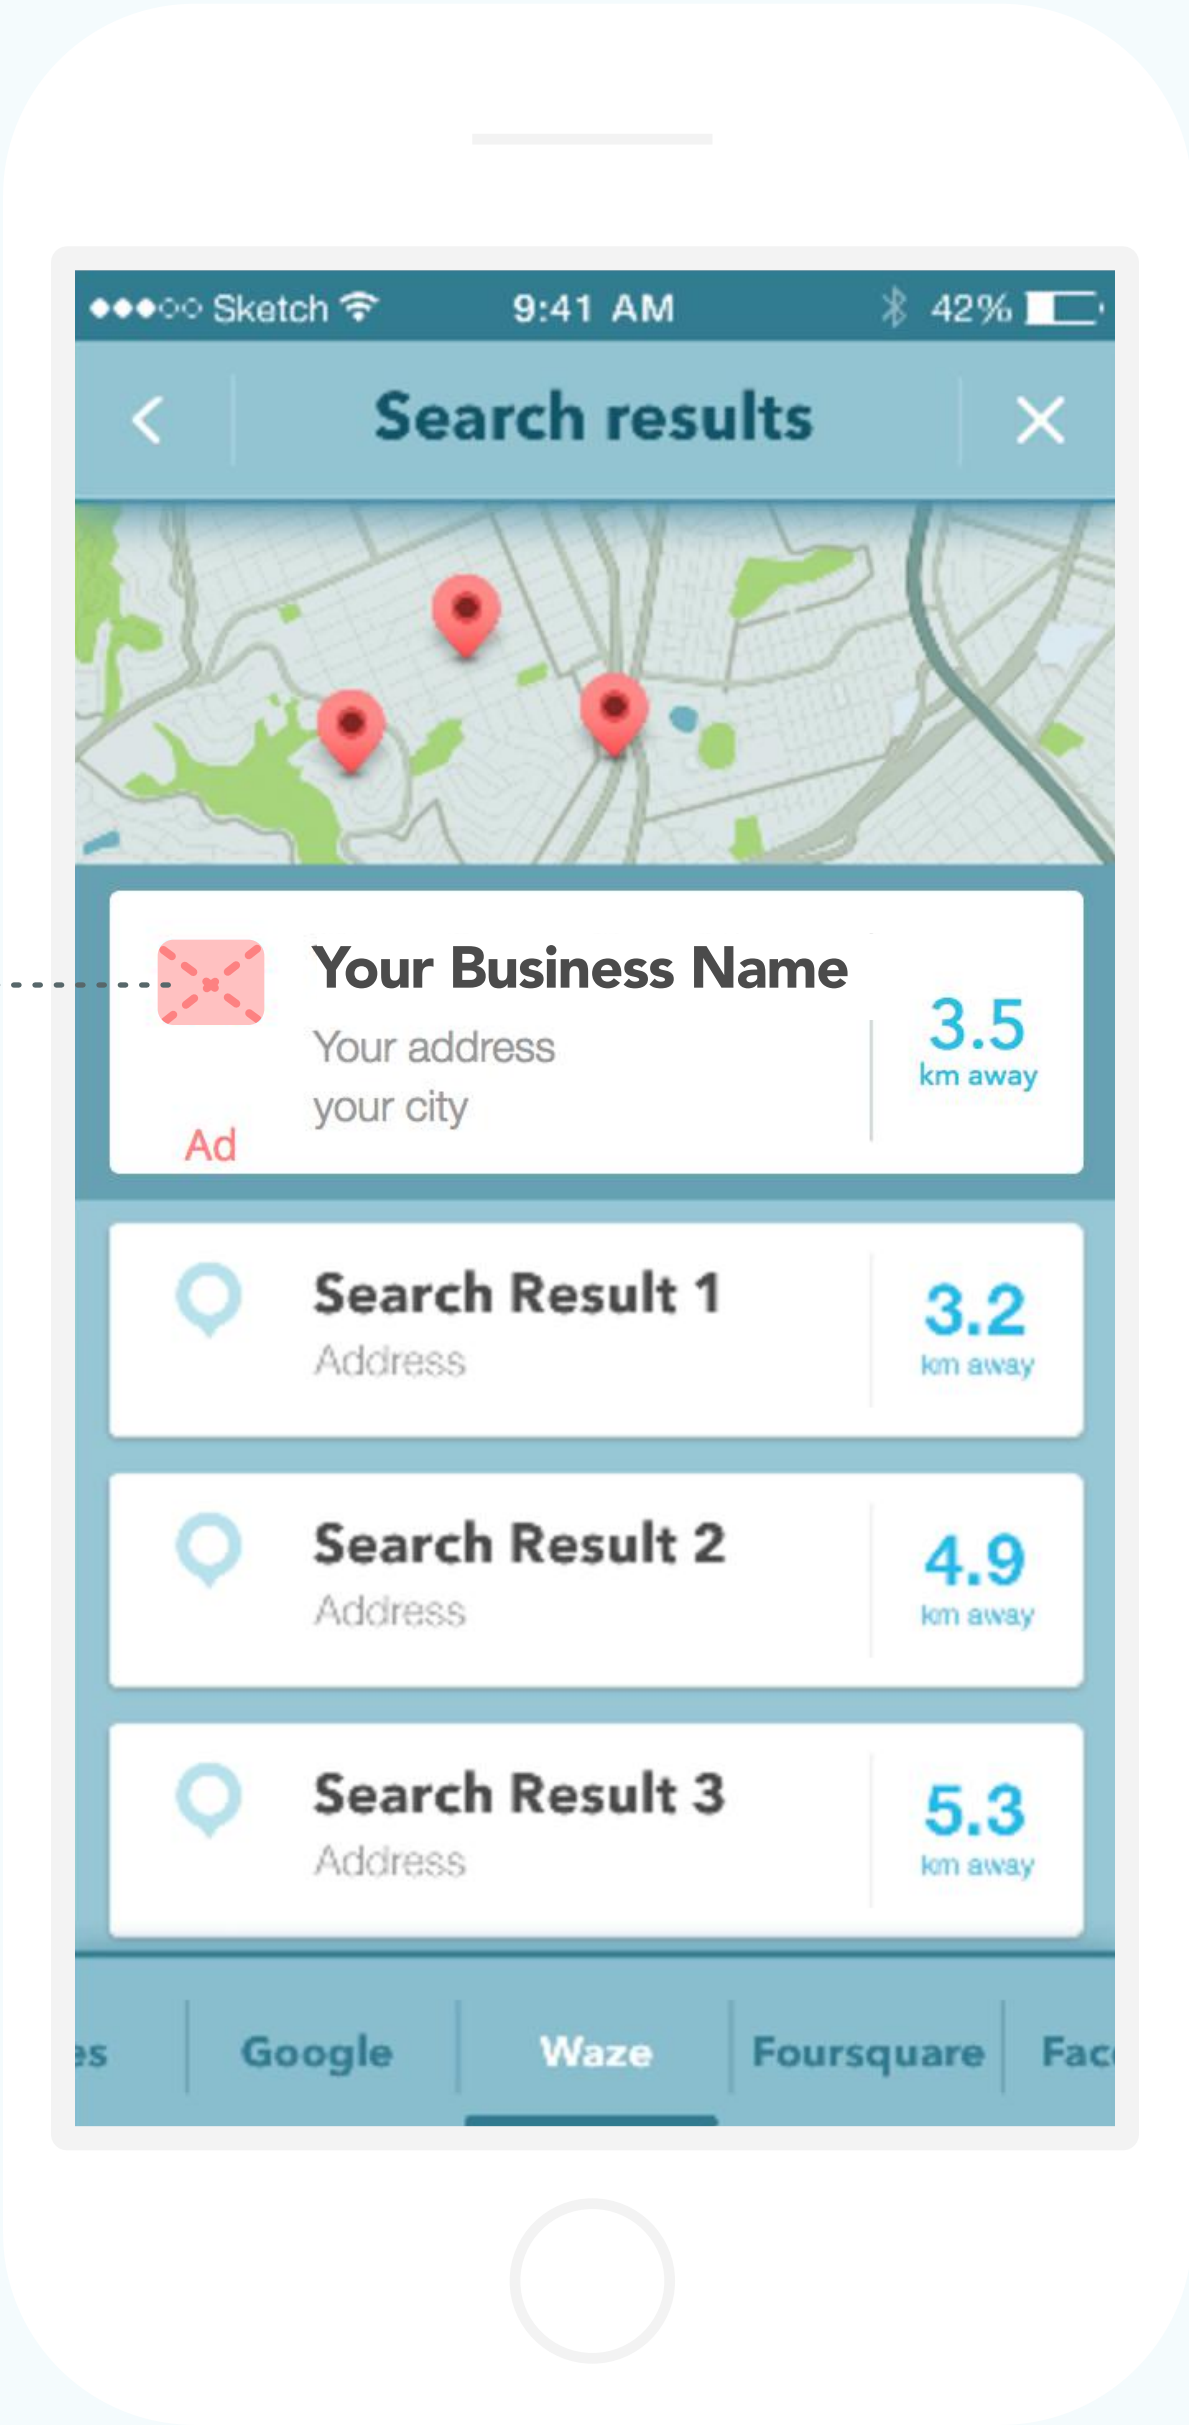 Sketch 9:41 AM 42%
Search results
Your Business Name
Your address
your city
3.5
km away
Ad
Search Result 1
Address
3.2
km away
Search Result 2
Address
4.9
km away
Search Result 3
Address
5.3
km away
es Google Waze Foursquare Fac